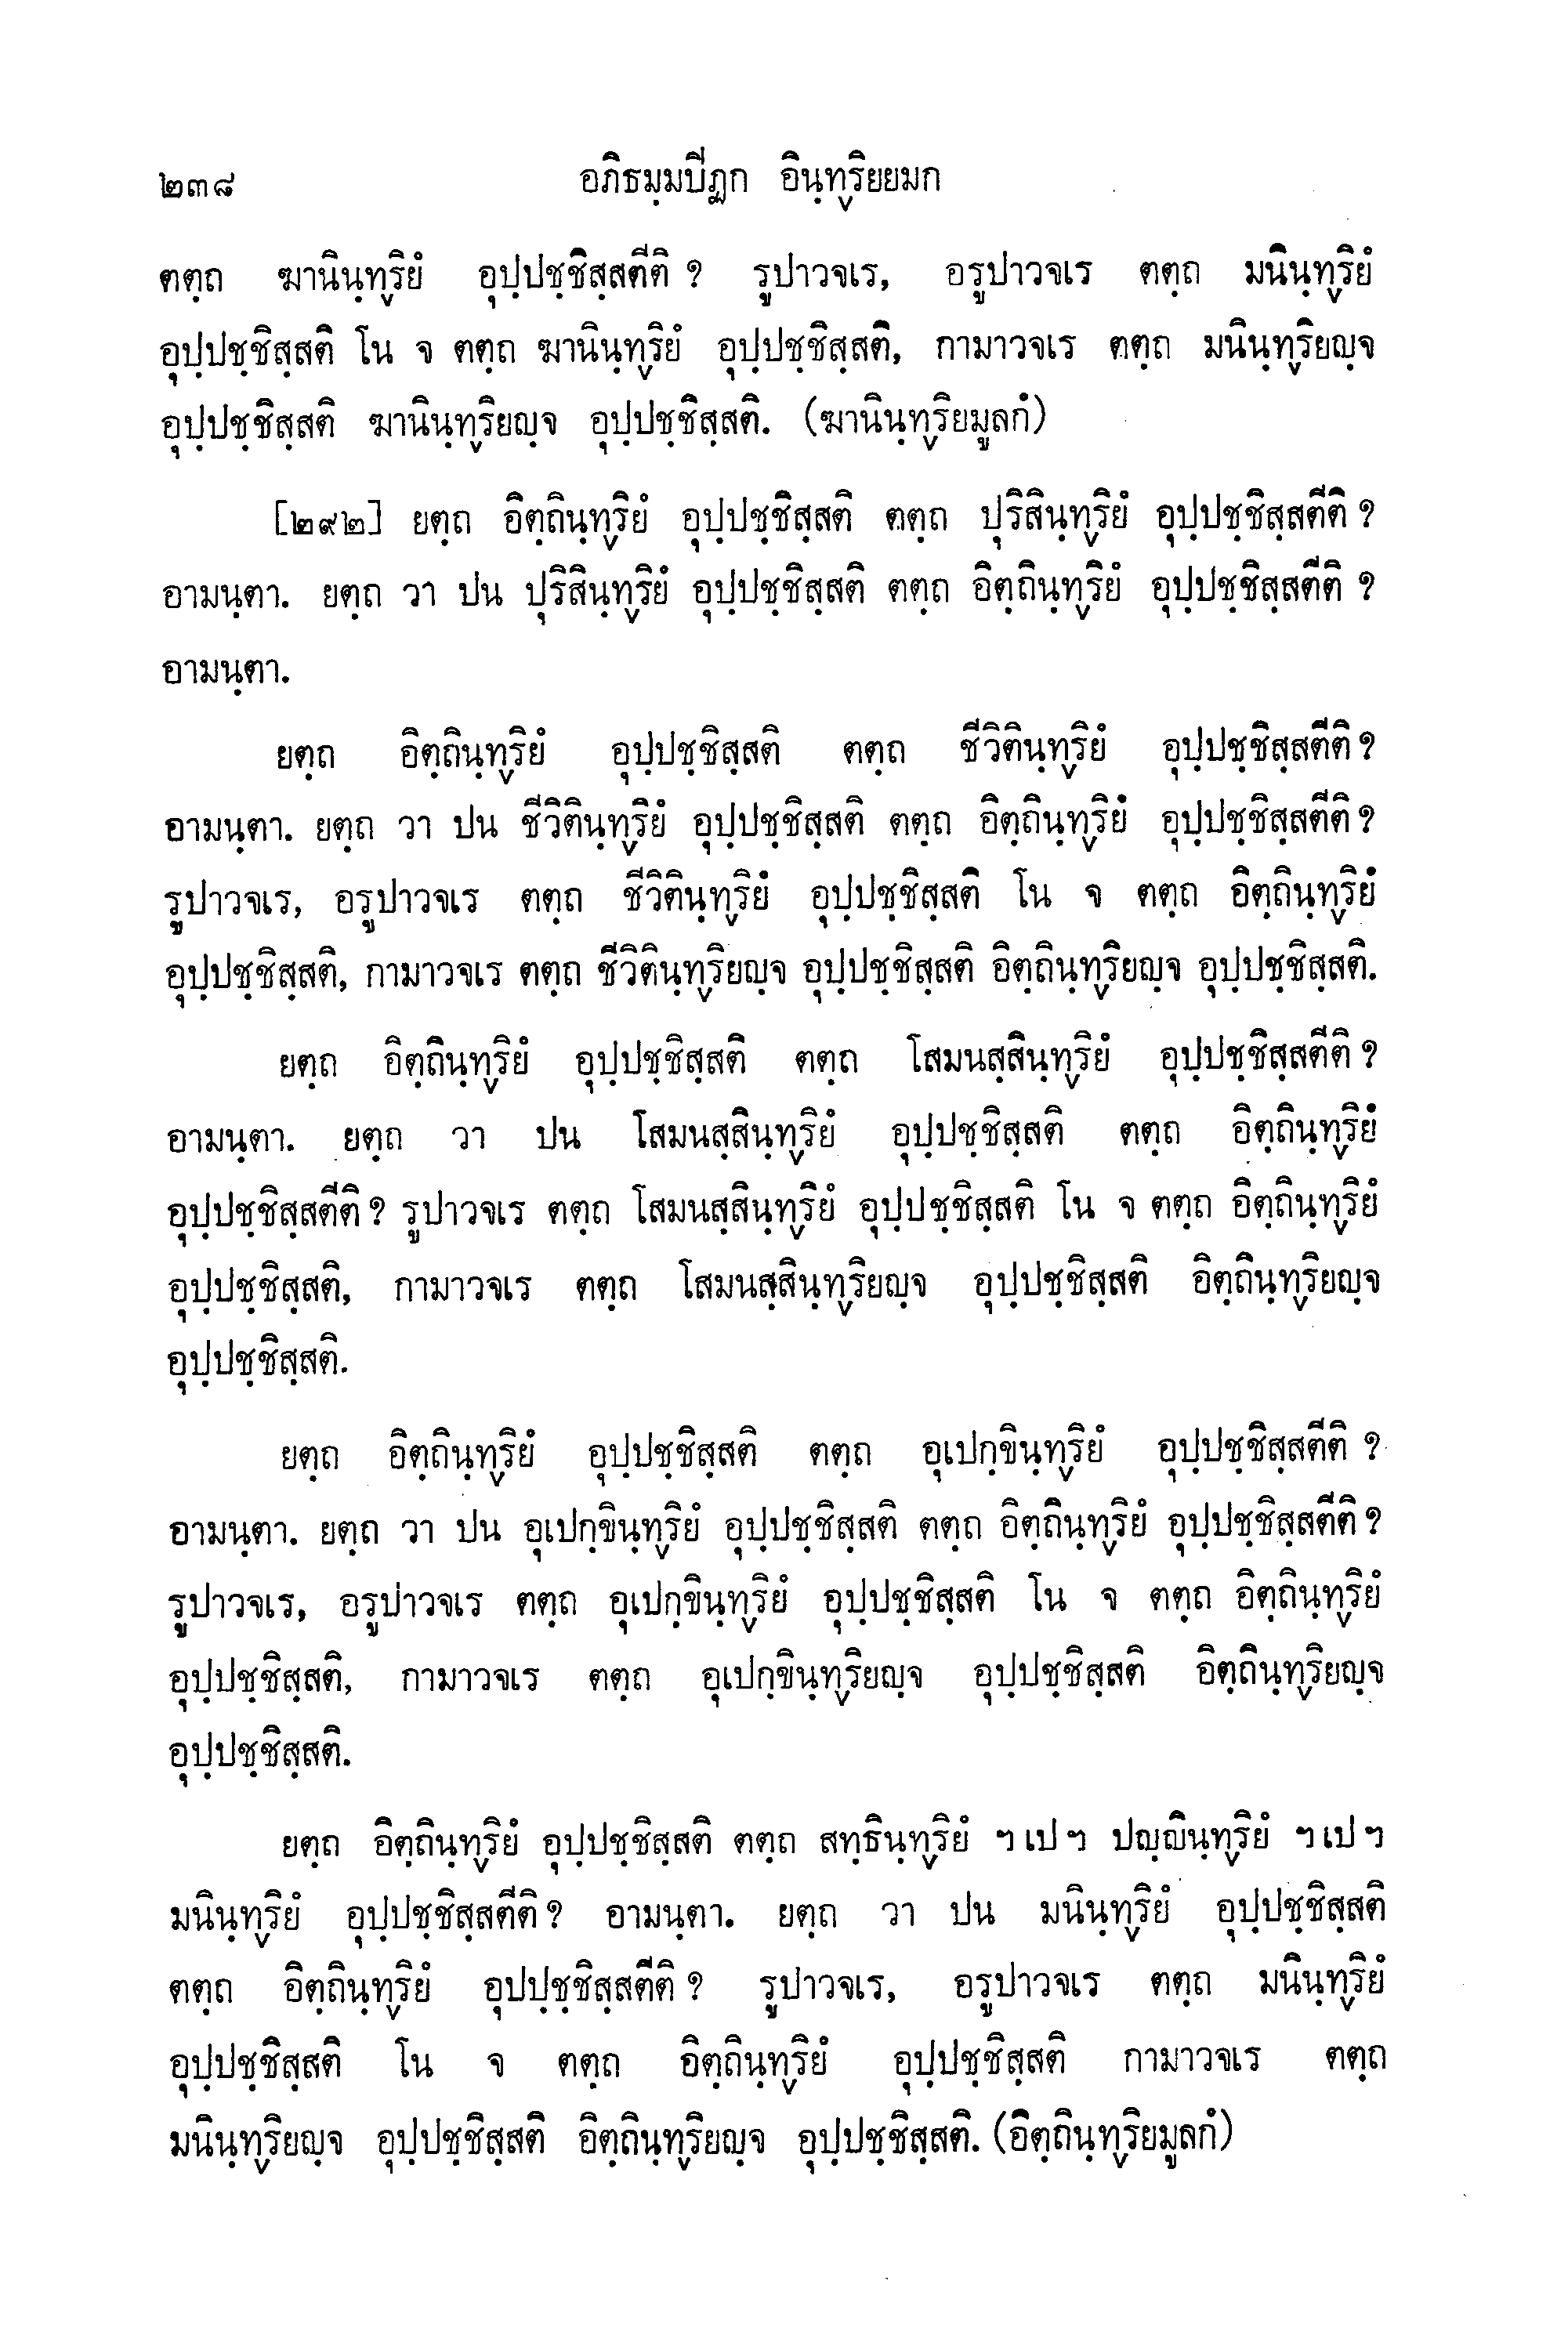 ๒๓๘ อภิธมฺมปีฏก อินฺทฺริยยมก
ตตฺถ ฆานินฺทฺริยํ อุปฺปชฺชิสฺสตีติ ? รูปาวจเร, อรูปาวจเร ตตฺถ มนินฺทฺริยํ
อุปฺปชฺชิสฺสติ โน จ ตตฺถ ฆานินฺทฺริยํ อุปฺปชฺชิสฺสติ, กามาวจเร ตตฺถ มนินฺทฺริยญฺจ
อุปฺปชฺชิสฺสติ ฆานินฺทฺริยญฺจ อุปฺปชฺชิสฺสติ. (ฆานินฺทฺริยมูลกํ)
[๒๙๒] ยตฺถ อิตฺถินฺทฺริยํ อุปฺปชฺชิสฺสติ ตตฺถ ปุริสินฺทฺริยํ อุปฺปชฺชิสฺสตีติ ?
อามนฺตา. ยตฺถ วา ปน ปุริสินฺทฺริยํ อุปฺปชฺชิสฺสติ ตตฺถ อิตฺถินฺทฺริยํ อุปฺปชฺชิสฺสตีติ ?
อามนฺตา.
ยตฺถ อิตฺถินฺทฺริยํ อุปฺปชฺชิสฺสติ ตตฺถ ชีวิตินฺทฺริยํ อุปฺปชฺชิสฺสตีติ ?
อามนฺตา. ยตฺถ วา ปน ชีวิตินฺทฺริยํ อุปฺปชฺชิสฺสติ ตตฺถ อิตฺถินฺทฺริยํ อุปฺปชฺชิสฺสตีติ ?
รูปาวจเร, อรูปาวจเร ตตฺถ ชีวิตินฺทฺริยํ อุปฺปชฺชิสฺสติ โน จ ตตฺถ อิตฺถินฺทฺริยํ
อุปฺปชฺชิสฺสติ, กามาวจเร ตตฺถ ชีวิตินฺทฺริยญฺจ อุปฺปชฺชิสฺสติ อิตฺถินฺทฺริยญฺจ อุปฺปชฺชิสฺสติ.
ยตฺถ อิตฺถินฺทฺริยํ อุปฺปชฺชิสฺสติ ตตฺถ โสมนสฺสินฺทฺริยํ อุปฺปชฺชิสฺสตีติ ?
อามนฺตา. ยตฺถ วา ปน โสมนสฺสินฺทฺริยํ อุปฺปชฺชิสฺสติ ตตฺถ อิตฺถินฺทฺริยํ
อุปฺปชฺชิสฺสตีติ ? รูปาวจเร ตตฺถ โสมนสฺสินฺทฺริยํ อุปฺปชฺชิสฺสติ โน จ ตตฺถ อิตฺถินฺทฺริยํ
อุปฺปชฺชิสฺสติ, กามาวจเร ตตฺถ โสมนสฺสินฺทฺริยญฺจ อุปฺปชฺชิสฺสติ อิตฺถินฺทฺริยญฺจ
อุปฺปชฺชิสฺสติ.
ยตฺถ อิตฺถินฺทฺริยํ อุปฺปชฺชิสฺสติ ตตฺถ อุเปกฺขินฺทฺริยํ อุปฺปชฺชิสฺสตีติ ?
อามนฺตา. ยตฺถ วา ปน อุเปกฺขินฺทฺริยํ อุปฺปชฺชิสฺสติ ตตฺถ อิตฺถินฺทฺริยํ อุปฺปชฺชิสฺสตีติ ?
รูปาวจเร, อรูปาวจเร ตตฺถ อุเปกฺขินฺทฺริยํ อุปฺปชฺชิสฺสติ โน จ ตตฺถ อิตฺถินฺทฺริยํ
อุปฺปชฺชิสฺสติ, กามาวจเร ตตฺถ อุเปกฺขินฺทฺริยญฺจ อุปฺปชฺชิสฺสติ อิตฺถินฺทฺริยญฺจ
อุปฺปชฺชิสฺสติ.
ยตฺถ อิตฺถินฺทฺริยํ อุปฺปชฺชิสฺสติ ตตฺถ สทฺธินฺทฺริยํ ฯ เป ฯ ปญฺญินฺทฺริยํ ฯ เป ฯ
มนินฺทฺริยํ อุปฺปชฺชิสฺสตีติ ? อามนฺตา. ยตฺถ วา ปน มนินฺทฺริยํ อุปฺปชฺชิสฺสติ
ตตฺถ อิตฺถินฺทฺริยํ อุปปฺชฺชิสฺสตีติ ? รูปาวจเร, อรูปาวจเร ตตฺถ มนินฺทฺริยํ
อุปฺปชฺชิสฺสติ โน จ ตตฺถ อิตฺถินฺทฺริยํ อุปฺปชฺชิสฺสติ กามาวจเร ตตฺถ
มนินฺทฺริยญฺจ อุปฺปชฺชิสฺสติ อิตฺถินฺทฺริยญฺจ อุปฺปชฺชิสฺสติ. (อิตฺถินฺทฺริยมูลกํ)